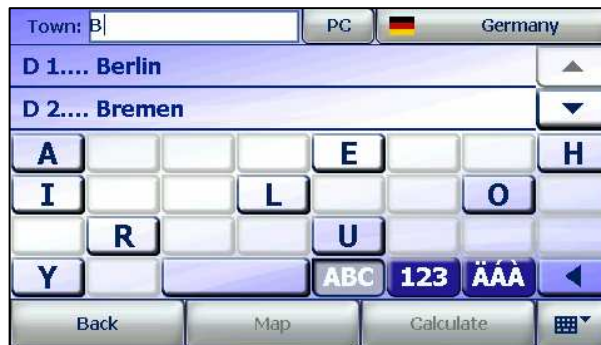 Town: B PC Germany
D 1.... Berlin
D 2.... Bremen
A E H
I L O
R U
Y ABC 123 ÄÁÀ
Back Map Calculate